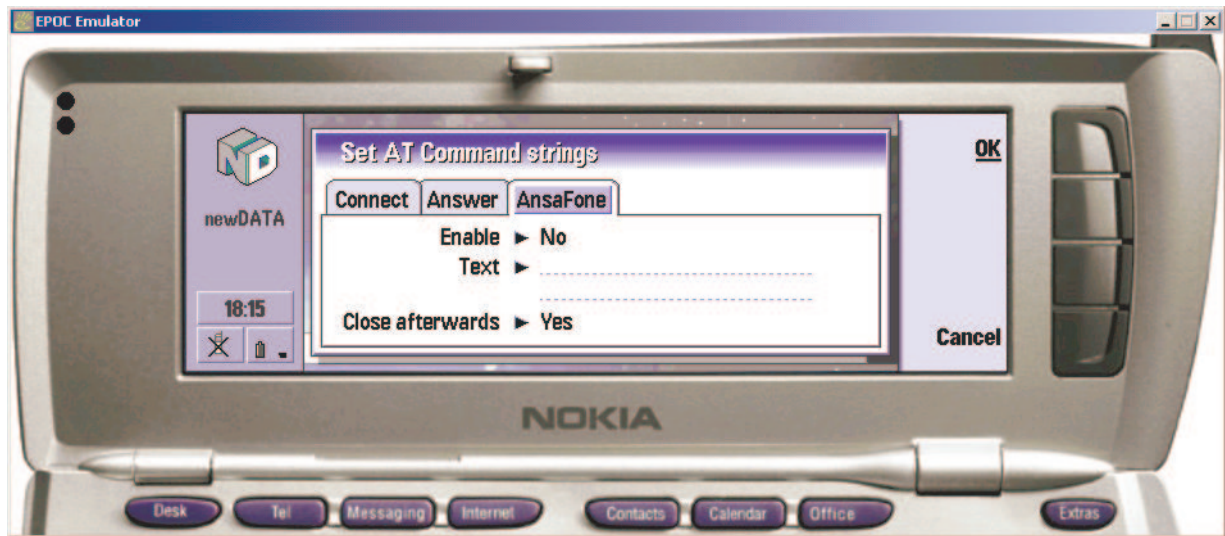 EPOC Emulator
ND
newDATA
18:15
Set AT Command strings
Connect Answer AnsaFone
Enable No
Text
Close afterwards Yes
OK
Cancel
NOKIA
Desk Tel Messaging Internet Contacts Calendar Office Extras